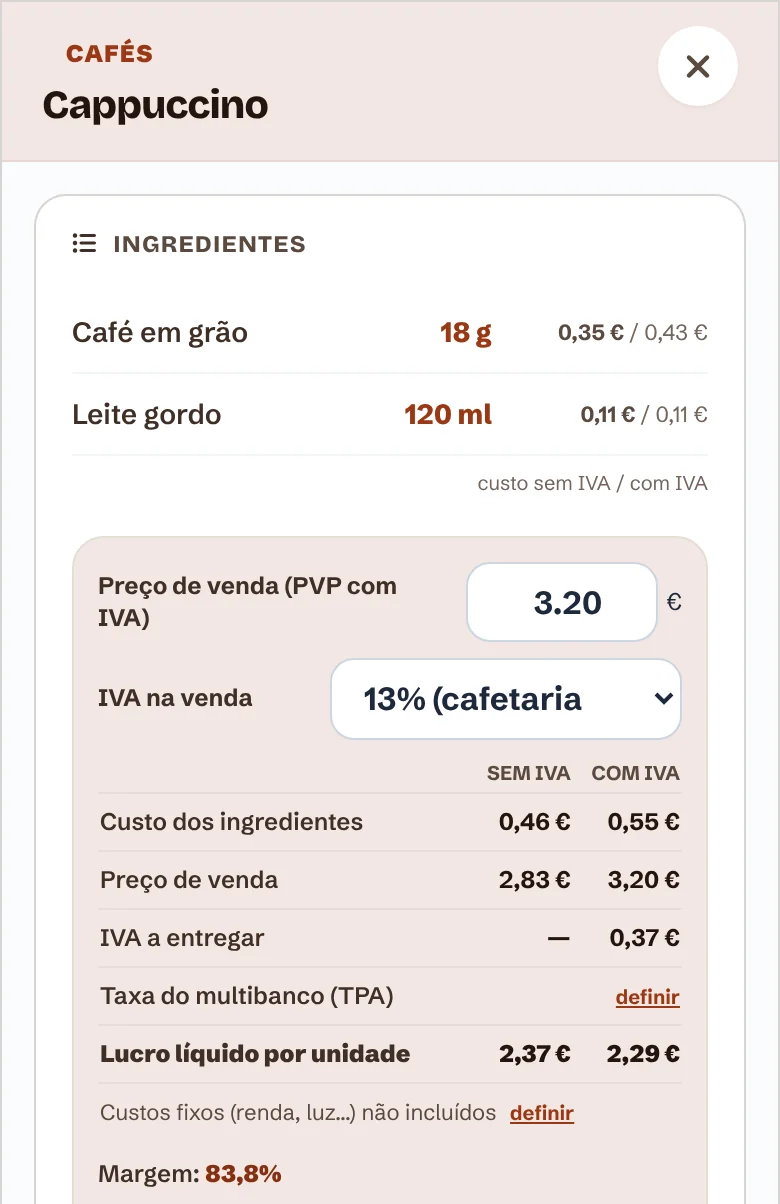 CAFÉS
Cappuccino
INGREDIENTES
Café em grão 18 g 0,35 € / 0,43 €
Leite gordo 120 ml 0,11 € / 0,11 €
custo sem IVA / com IVA
Preço de venda (PVP com
IVA) 3.20 €
IVA na venda 13% (cafetaria
SEM IVA COM IVA
Custo dos ingredientes 0,46 € 0,55 €
Preço de venda 2,83 € 3,20 €
IVA a entregar — 0,37 €
Taxa do multibanco (TPA) definir
Lucro líquido por unidade 2,37 € 2,29 €
Custos fixos (renda, luz...) não incluídos definir
Margem: 83,8%